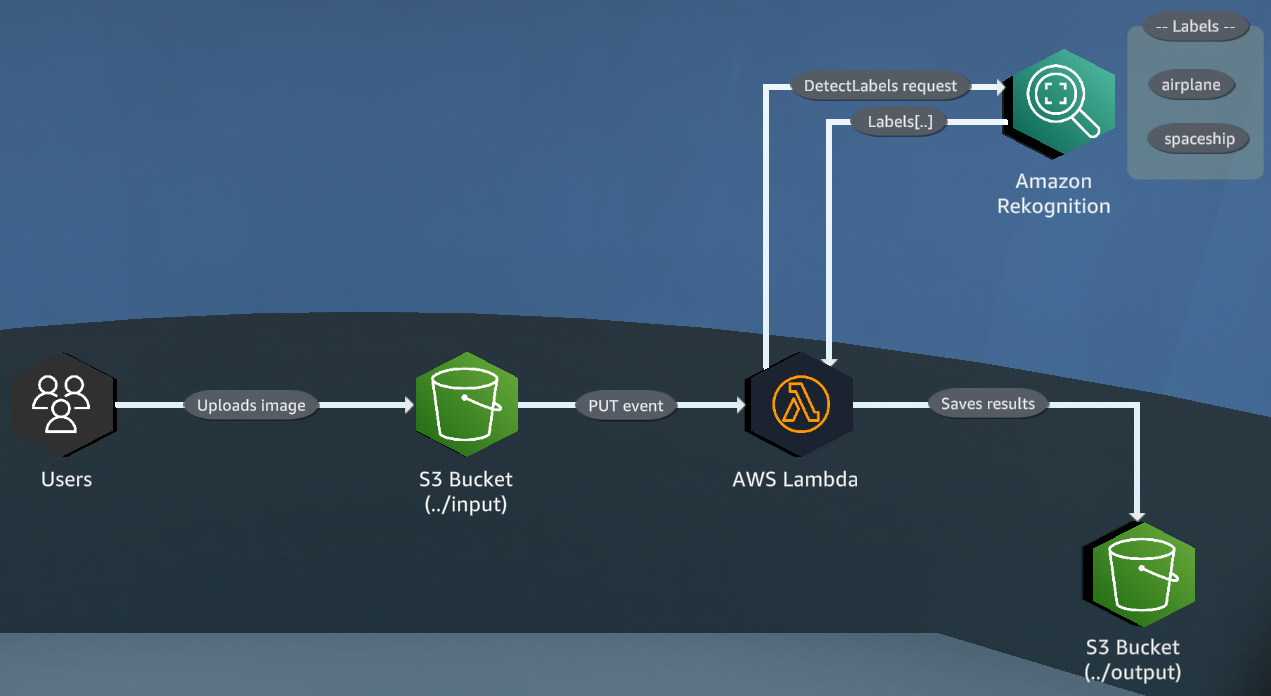 -- Labels --
DetectLabels request
airplane
Labels[..]
spaceship
Amazon
Rekognition
Uploads image
PUT event
Saves results
Users
S3 Bucket
(../input)
AWS Lambda
S3 Bucket
(../output)